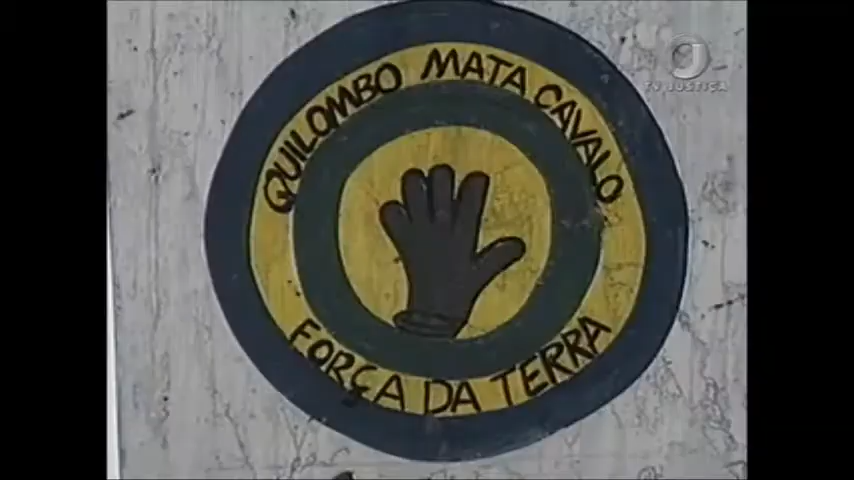 QUILOMBO MATA CAVALO
FORÇA DA TERRA
J
TV JUSTIÇA